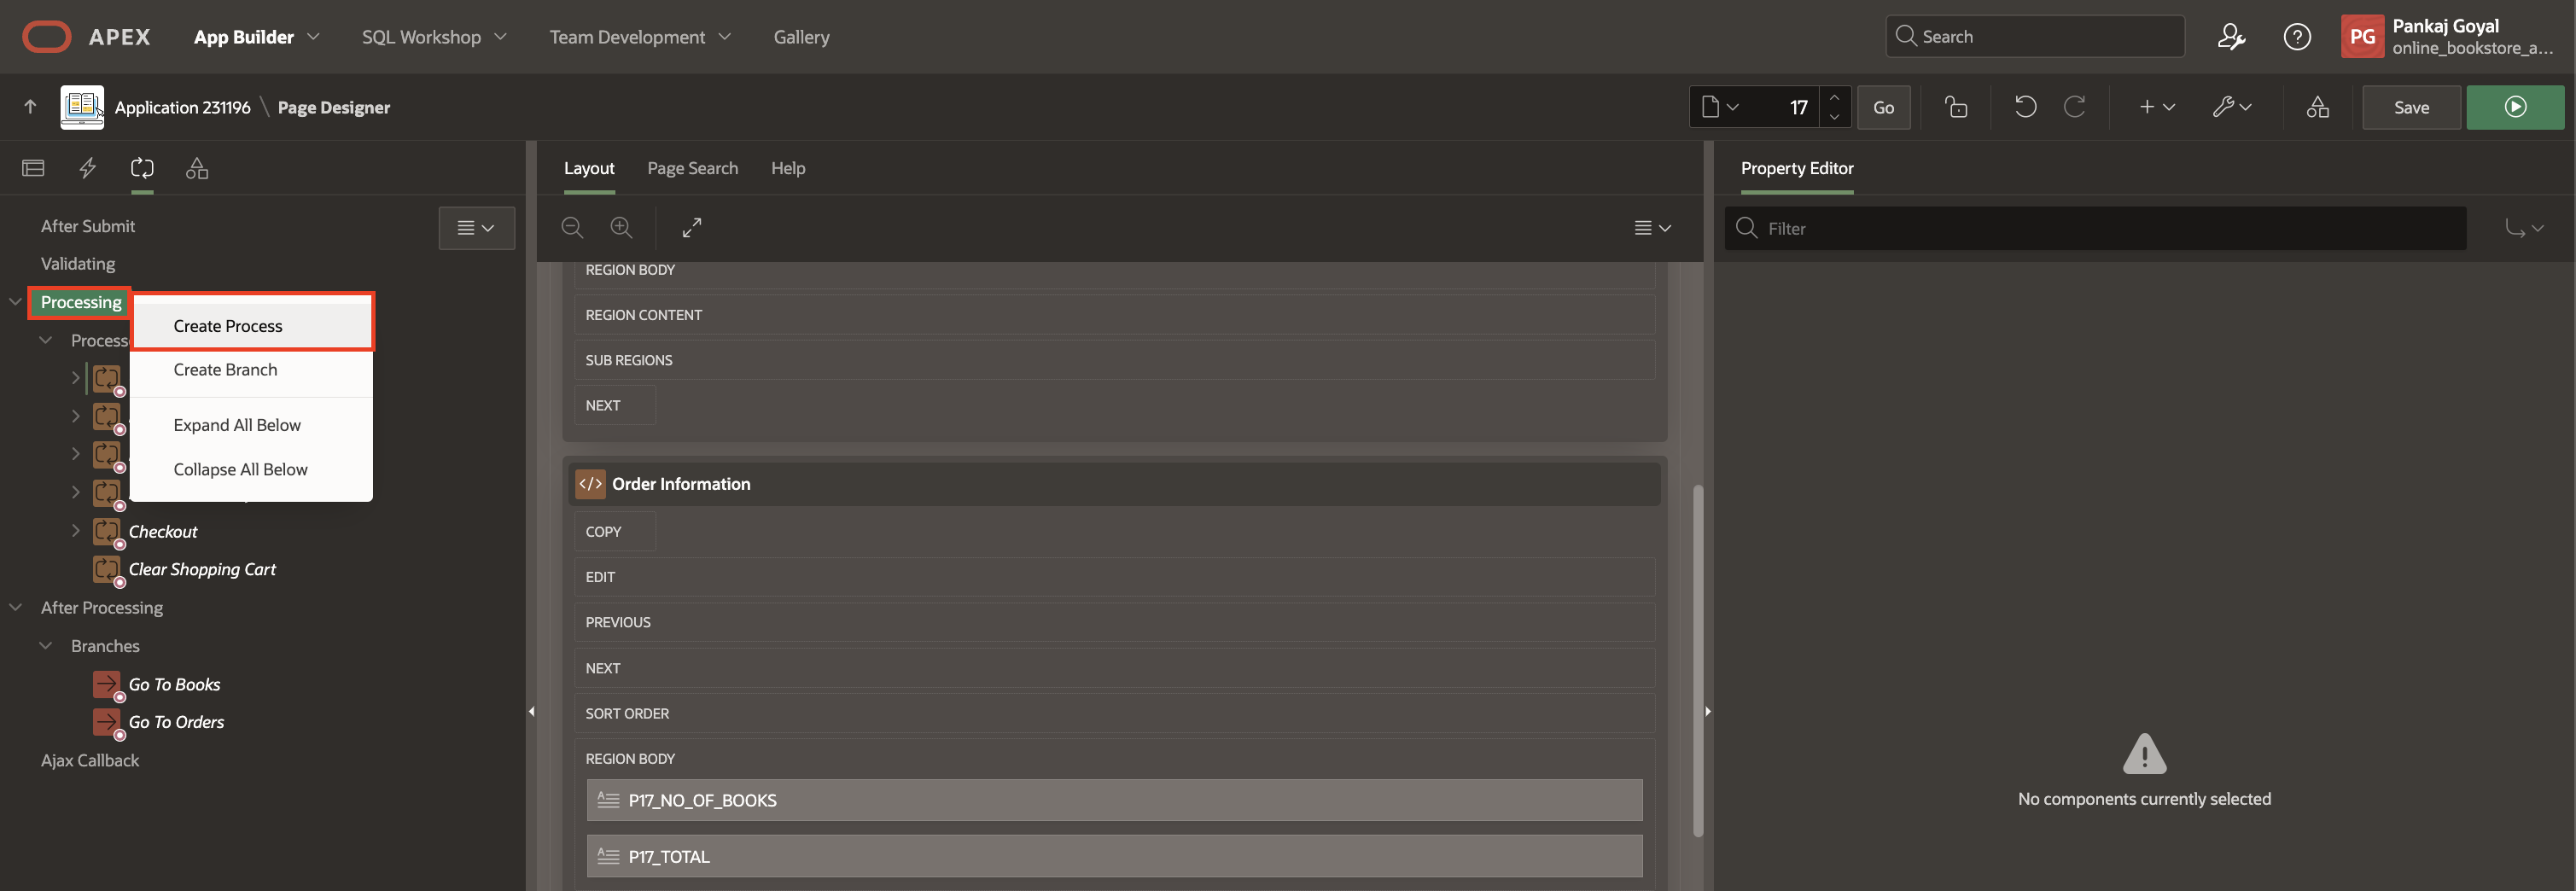 APEX
App Builder
SQL Workshop
Team Development
Gallery
Search
PG
Pankaj Goyal
online_bookstore_a...
Application 231196 \ Page Designer
17
Go
Save
After Submit
Validating
Processing
Create Process
Create Branch
Expand All Below
Collapse All Below
Checkout
Clear Shopping Cart
After Processing
Branches
Go To Books
Go To Orders
Ajax Callback
Layout
Page Search
Help
REGION BODY
REGION CONTENT
SUB REGIONS
NEXT
</> Order Information
COPY
EDIT
PREVIOUS
NEXT
SORT ORDER
REGION BODY
P17_NO_OF_BOOKS
P17_TOTAL
Property Editor
Filter
No components currently selected